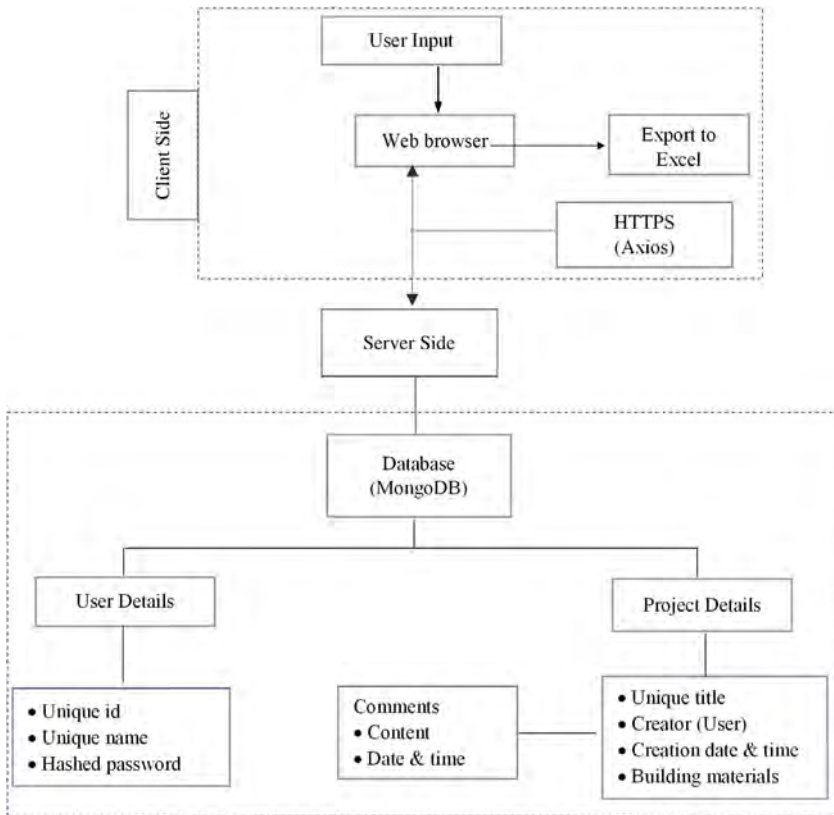 User Input
Client Side
Web browser
Export to
Excel
HTTPS
(Axios)
Server Side
Database
(MongoDB)
User Details
Project Details
• Unique id
• Unique name
• Hashed password
Comments
• Content
• Date & time
• Unique title
• Creator (User)
• Creation date & time
• Building materials